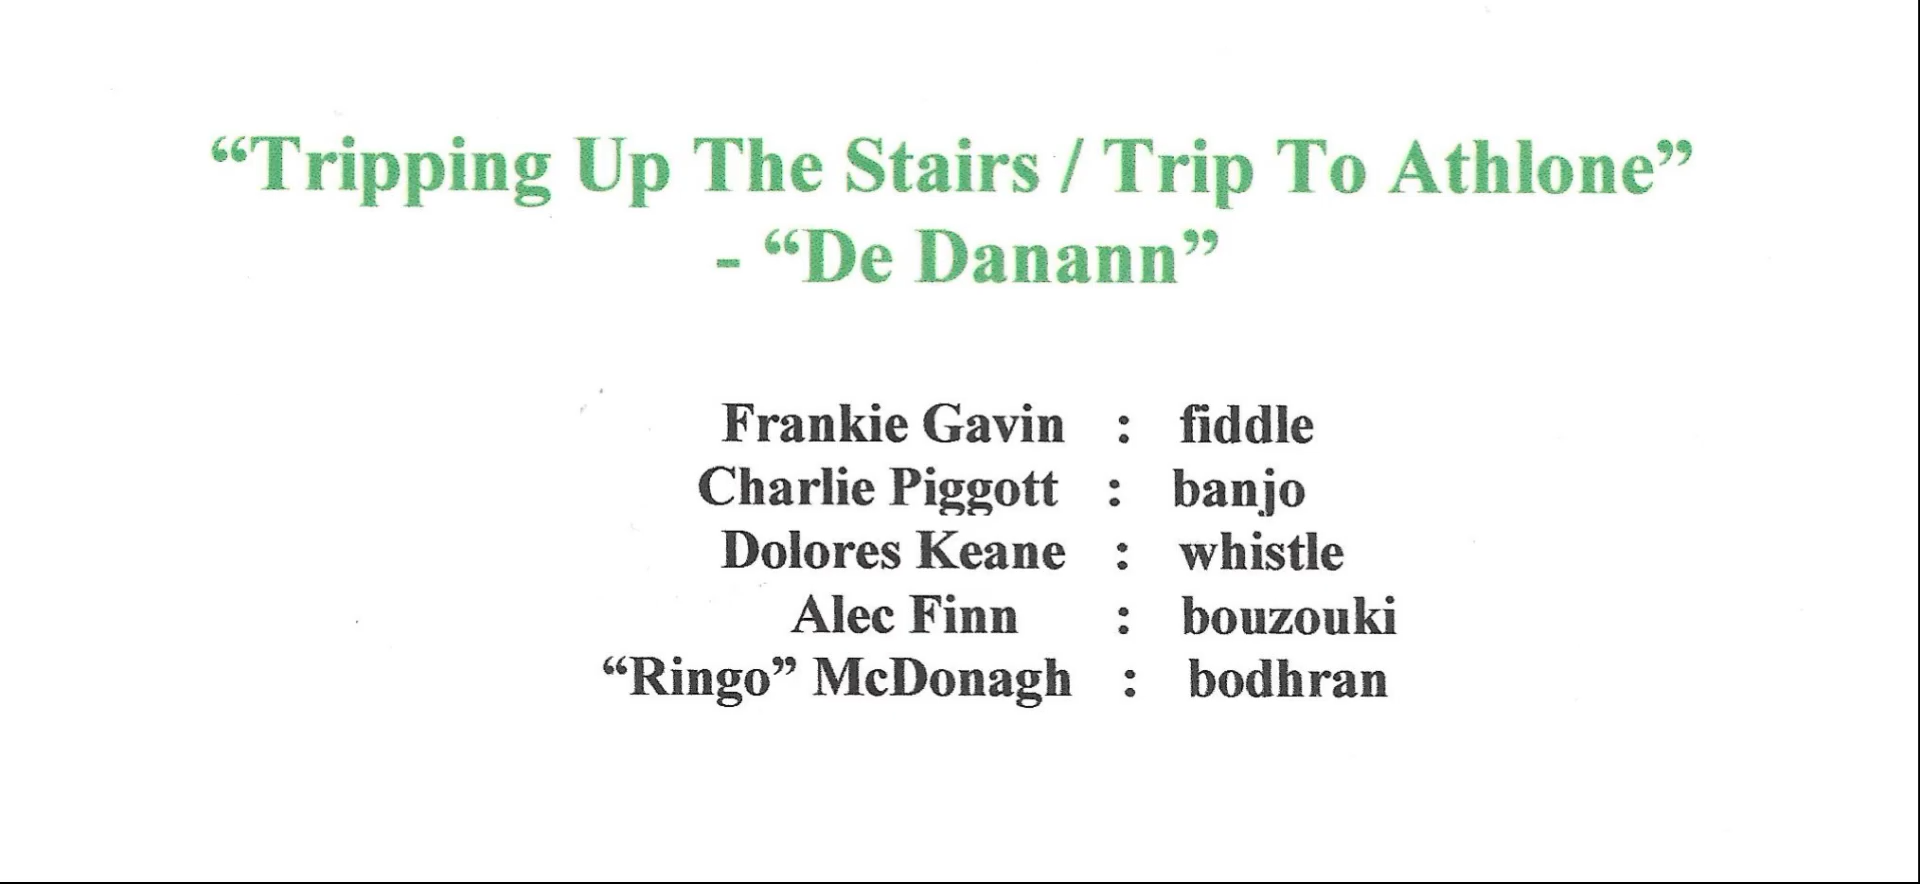 “Tripping Up The Stairs / Trip To Athlone”
- “De Danann”
Frankie Gavin : fiddle
Charlie Piggott : banjo
Dolores Keane : whistle
Alec Finn : bouzouki
“Ringo” McDonagh : bodhran